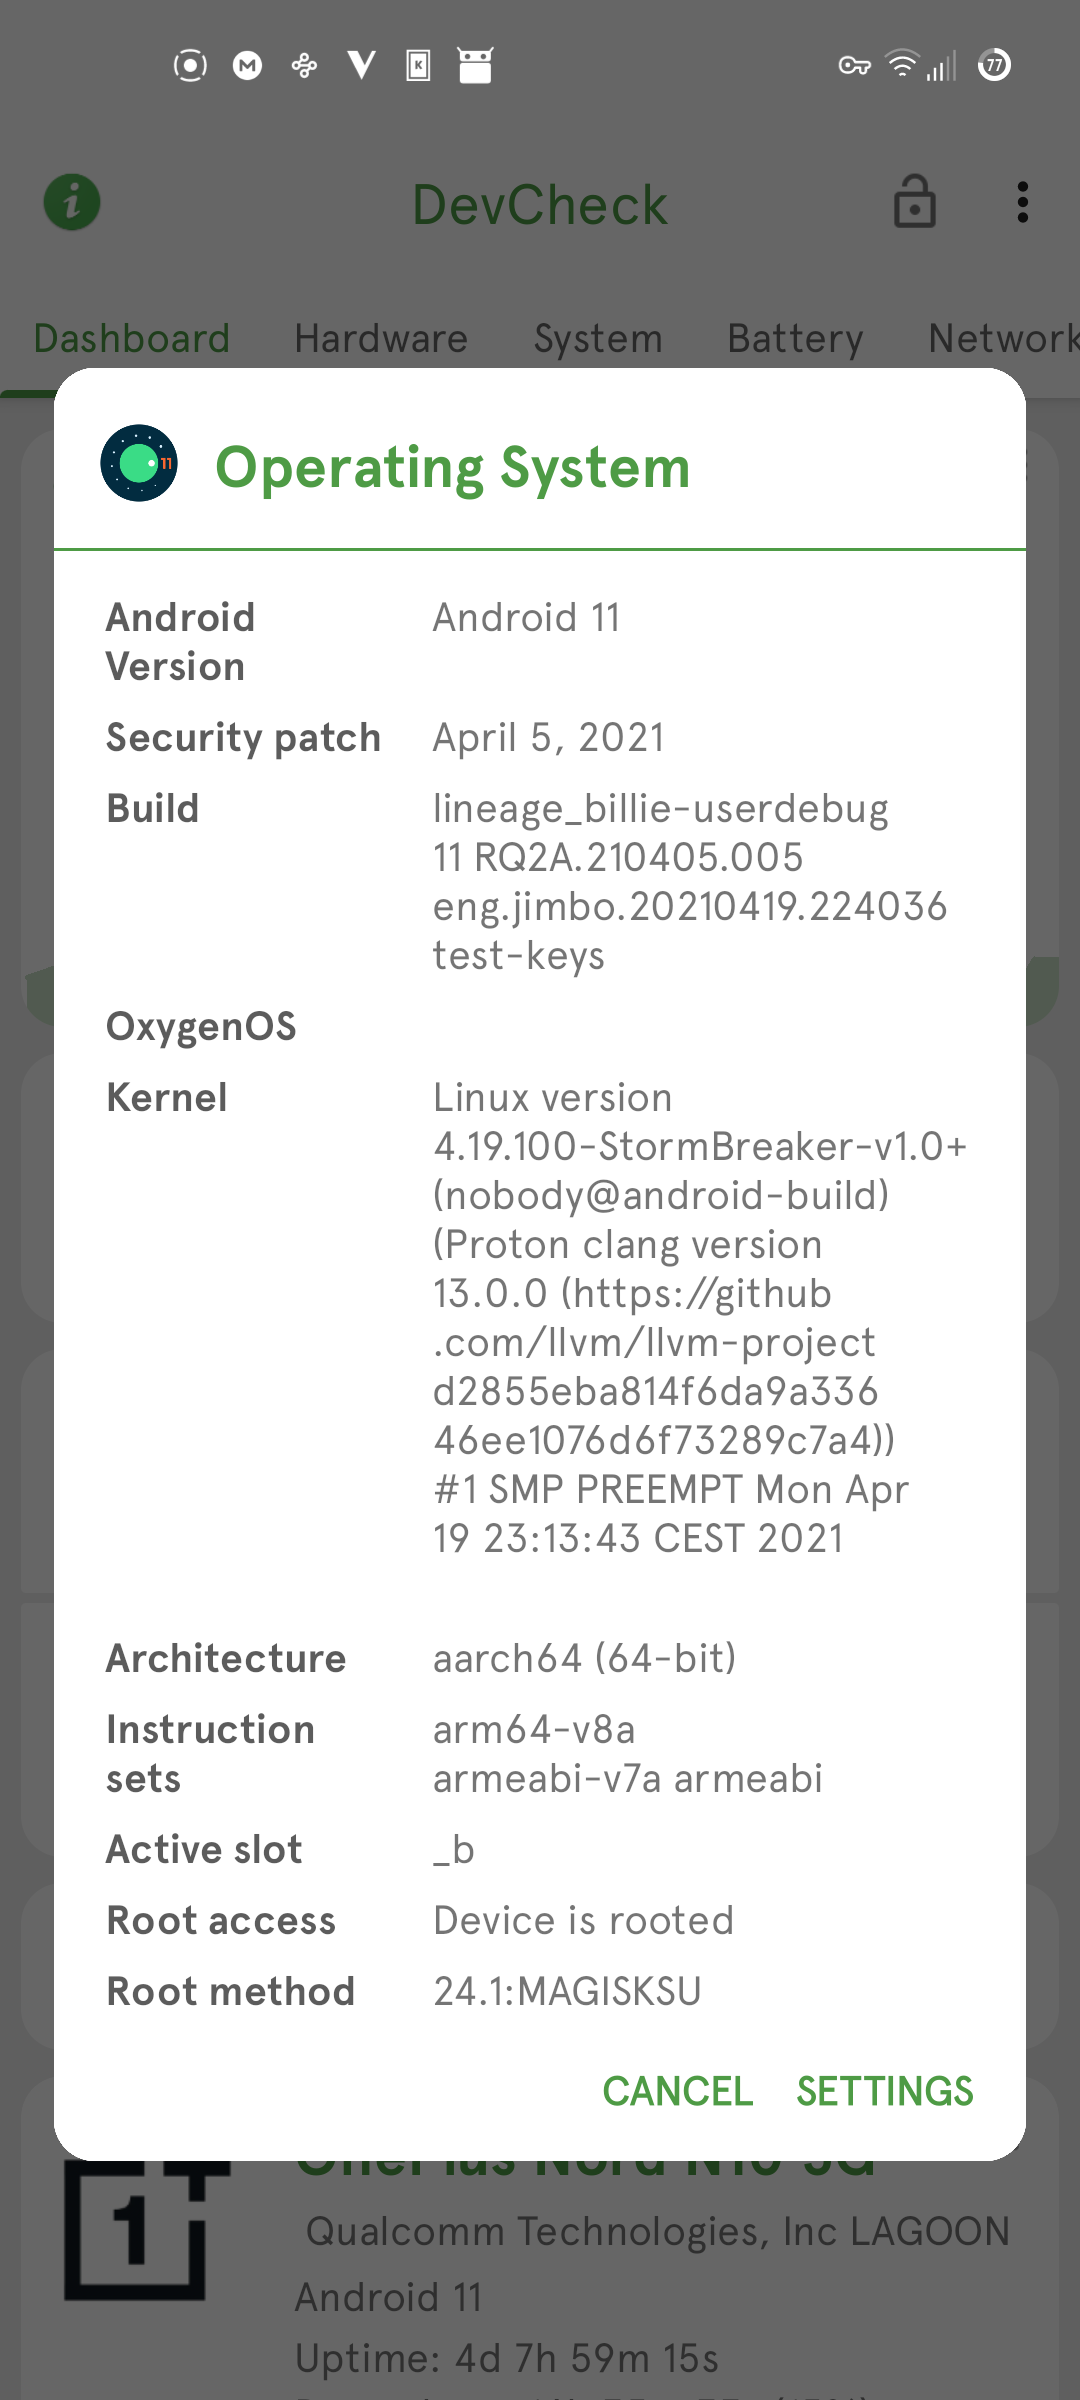 77
DevCheck
Dashboard Hardware System Battery Network
Operating System
Android Version Android 11
Security patch April 5, 2021
Build lineage_billie-userdebug
11 RQ2A.210405.005
eng.jimbo.20210419.224036
test-keys
OxygenOS
Kernel Linux version
4.19.100-StormBreaker-v1.0+
(nobody@android-build)
(Proton clang version
13.0.0 (https://github
.com/llvm/llvm-project
d2855eba814f6da9a336
46ee1076d6f73289c7a4))
#1 SMP PREEMPT Mon Apr
19 23:13:43 CEST 2021
Architecture aarch64 (64-bit)
Instruction sets arm64-v8a
armeabi-v7a armeabi
Active slot _b
Root access Device is rooted
Root method 24.1:MAGISKSU
CANCEL SETTINGS
OnePlus Nord N10 5G
Qualcomm Technologies, Inc LAGOON
Android 11
Uptime: 4d 7h 59m 15s